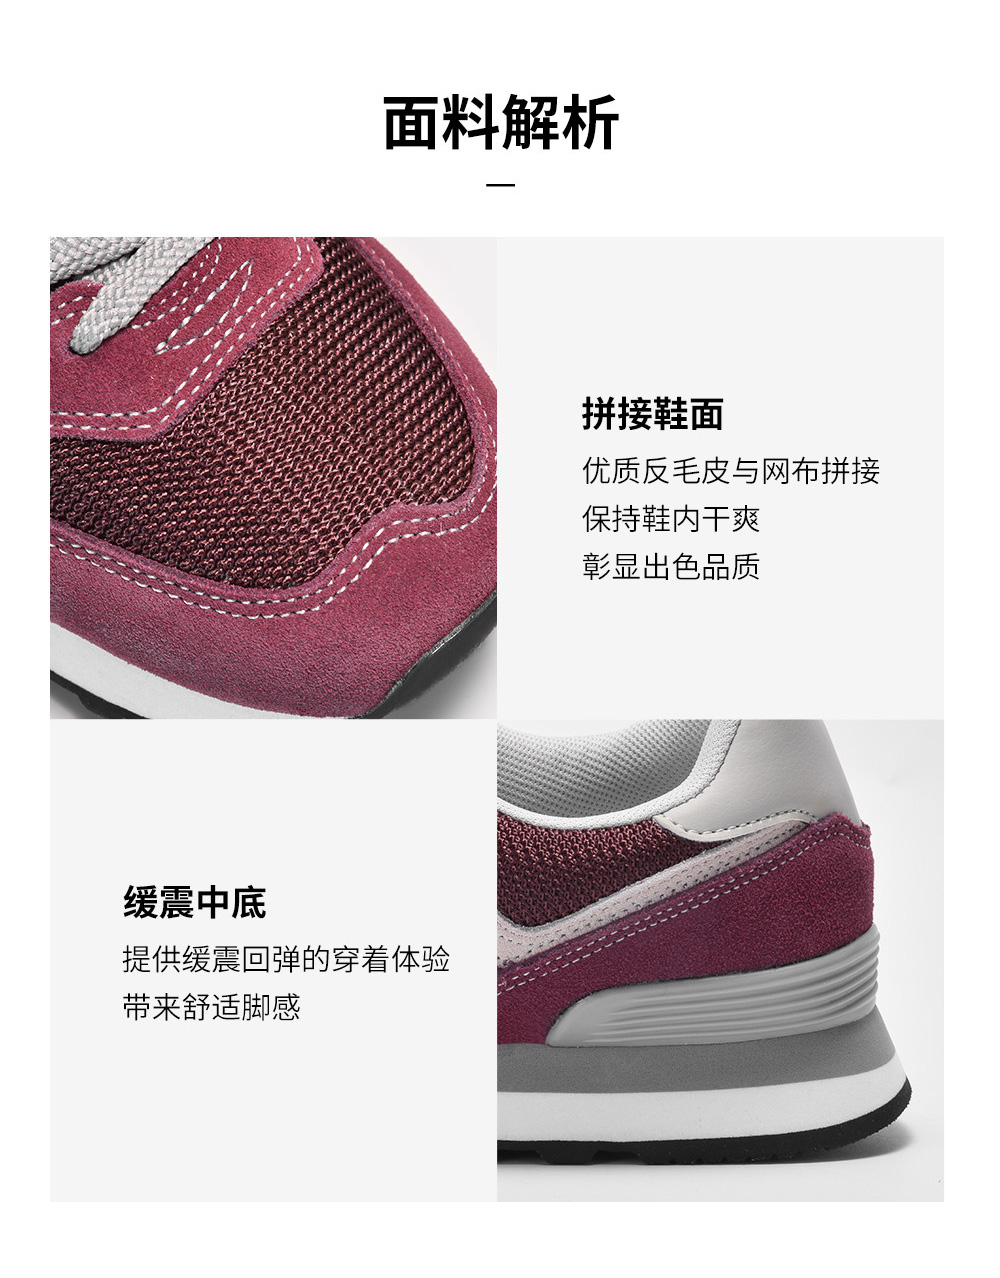 面料解析
拼接鞋面
优质反毛皮与网布拼接
保持鞋内干爽
彰显出色品质
缓震中底
提供缓震回弹的穿着体验
带来舒适脚感